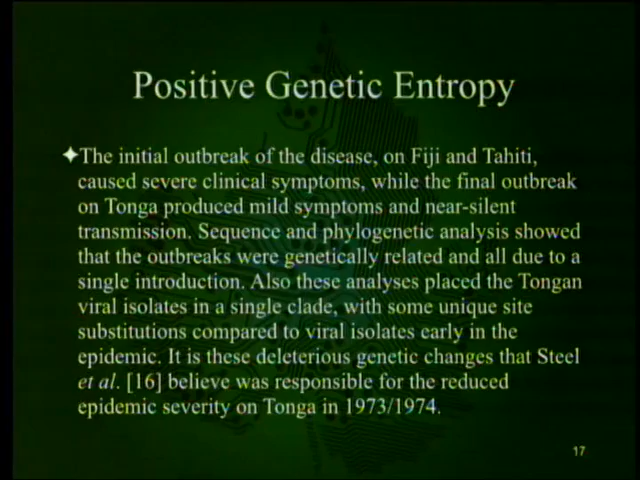 Positive Genetic Entropy
✦The initial outbreak of the disease, on Fiji and Tahiti,
caused severe clinical symptoms, while the final outbreak
on Tonga produced mild symptoms and near-silent
transmission. Sequence and phylogenetic analysis showed
that the outbreaks were genetically related and all due to a
single introduction. Also these analyses placed the Tongan
viral isolates in a single clade, with some unique site
substitutions compared to viral isolates early in the
epidemic. It is these deleterious genetic changes that Steel
et al. [16] believe was responsible for the reduced
epidemic severity on Tonga in 1973/1974.
17